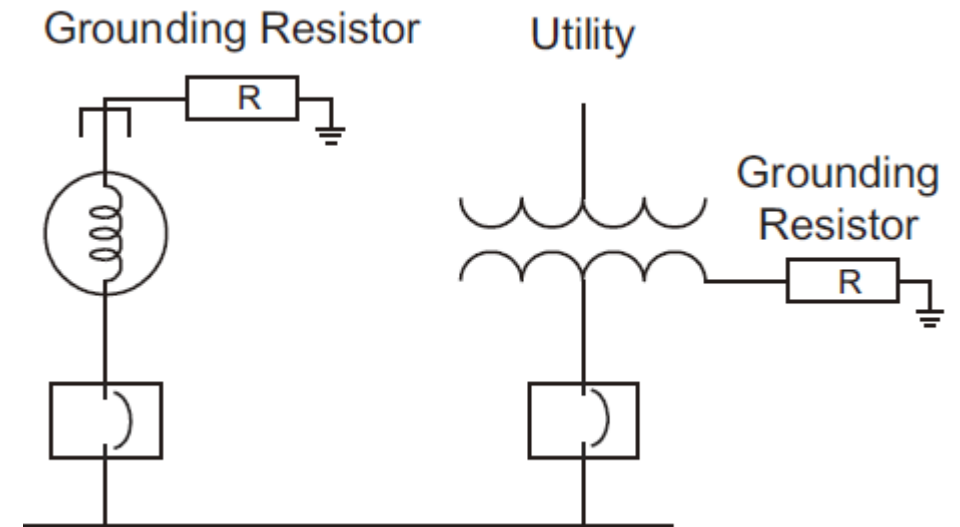 Grounding Resistor
Utility
R
Grounding
Resistor
R